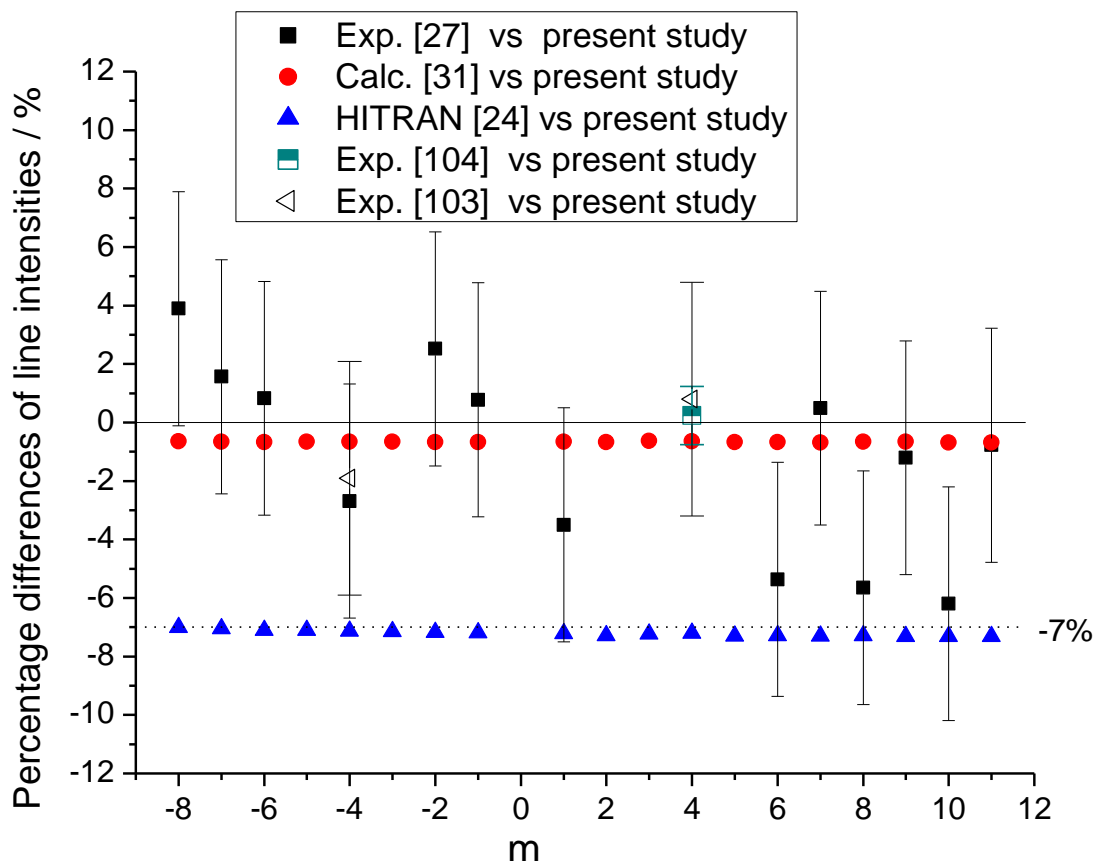 Exp. [27] vs present study
Calc. [31] vs present study
HITRAN [24] vs present study
Exp. [104] vs present study
Exp. [103] vs present study
Percentage differences of line intensities / %
12
10
8
6
4
2
0
-2
-4
-6
-8
-10
-12
-7%
-8 -6 -4 -2 0 2 4 6 8 10 12
m